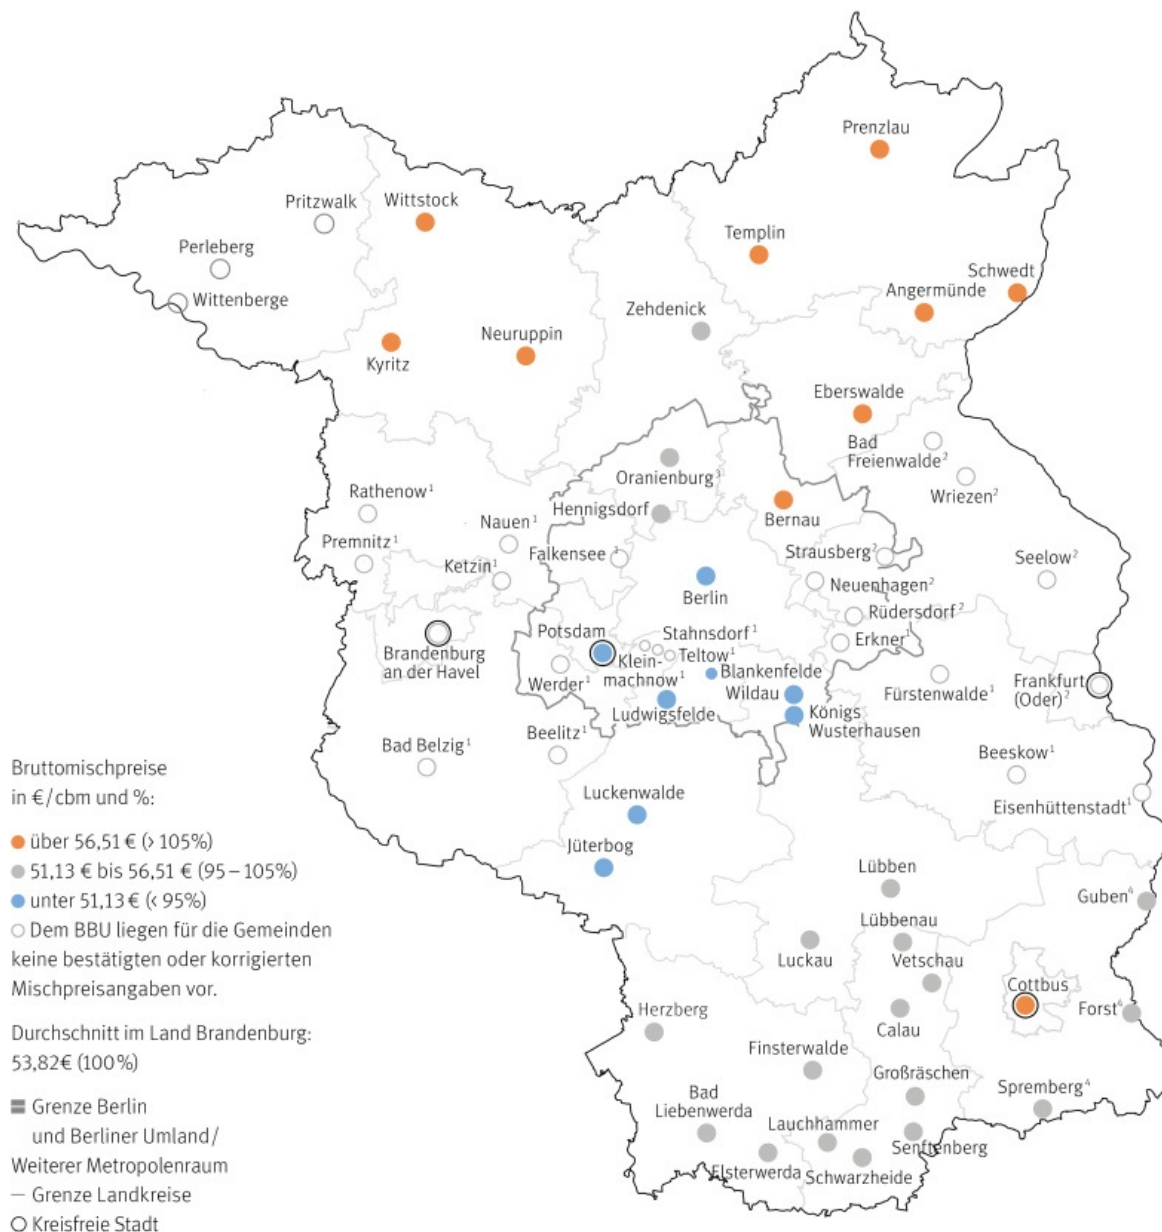 Prenzlau
Pritzwalk
Wittstock
Perleberg
Templin
Wittenberge
Schwedt
Angermünde
Zehdenick
Neuruppin
Kyritz
Eberswalde
Bad
Freienwalde²
Oranienburg³
Wriezen²
Rathenow¹
Hennigsdorf
Nauen¹
Bernau
Premnitz¹
Falkensee¹
Strausberg²
Ketzin¹
Seelow²
Neuenhagen²
Berlin
Rüdersdorf²
Potsdam
Stahnsdorf¹
Erkner¹
Brandenburg
an der Havel
Klein-
machnow¹
Teltow¹
Werder¹
Blankenfelde
Wildau
Fürstenwalde¹
Frankfurt
(Oder)²
Ludwigsfelde
Königs
Wusterhausen
Beelitz¹
Bad Belzig¹
Beeskow¹
Eisenhüttenstadt¹
Luckenwalde
Jüterbog
Lübben
Guben⁴
Lübbenau
Luckau
Vetschau
Cottbus
Herzberg
Calau
Forst⁴
Finsterwalde
Großräschen
Bad
Liebenwerda
Spremberg⁴
Lauchhammer
Senftenberg
Elsterwerda
Schwarzheide
Bruttomischpreise
in €/cbm und %:
über 56,51 € (> 105%)
51,13 € bis 56,51 € (95 – 105%)
unter 51,13 € (< 95%)
Dem BBU liegen für die Gemeinden
keine bestätigten oder korrigierten
Mischpreisangaben vor.
Durchschnitt im Land Brandenburg:
53,82€ (100%)
Grenze Berlin
und Berliner Umland/
Weiterer Metropolenraum
Grenze Landkreise
Kreisfreie Stadt